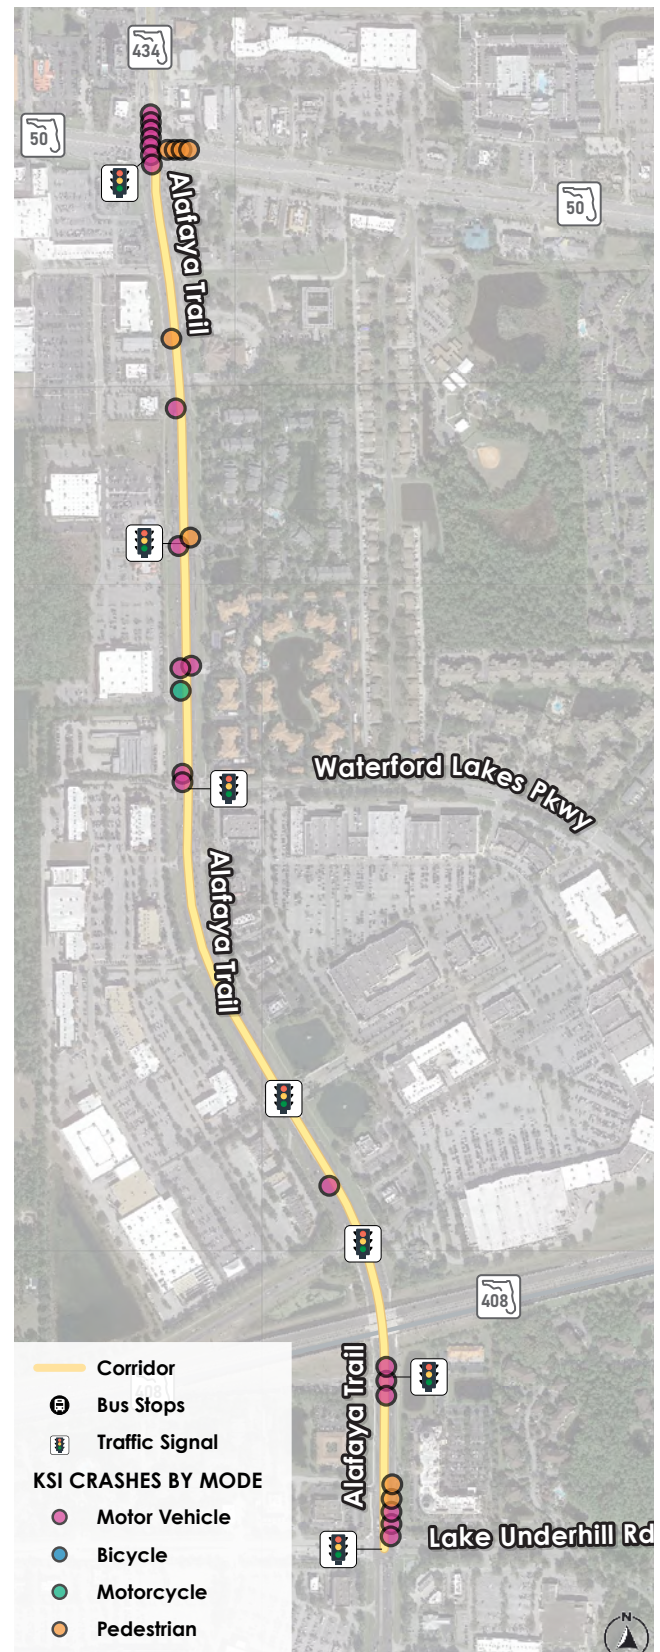 434
50
50
Alafaya Trail
Waterford Lakes Pkwy
Alafaya Trail
408
Alafaya Trail
Lake Underhill Rd
Corridor
408
Bus Stops
Traffic Signal
KSI CRASHES BY MODE
Motor Vehicle
Bicycle
Motorcycle
Pedestrian
N